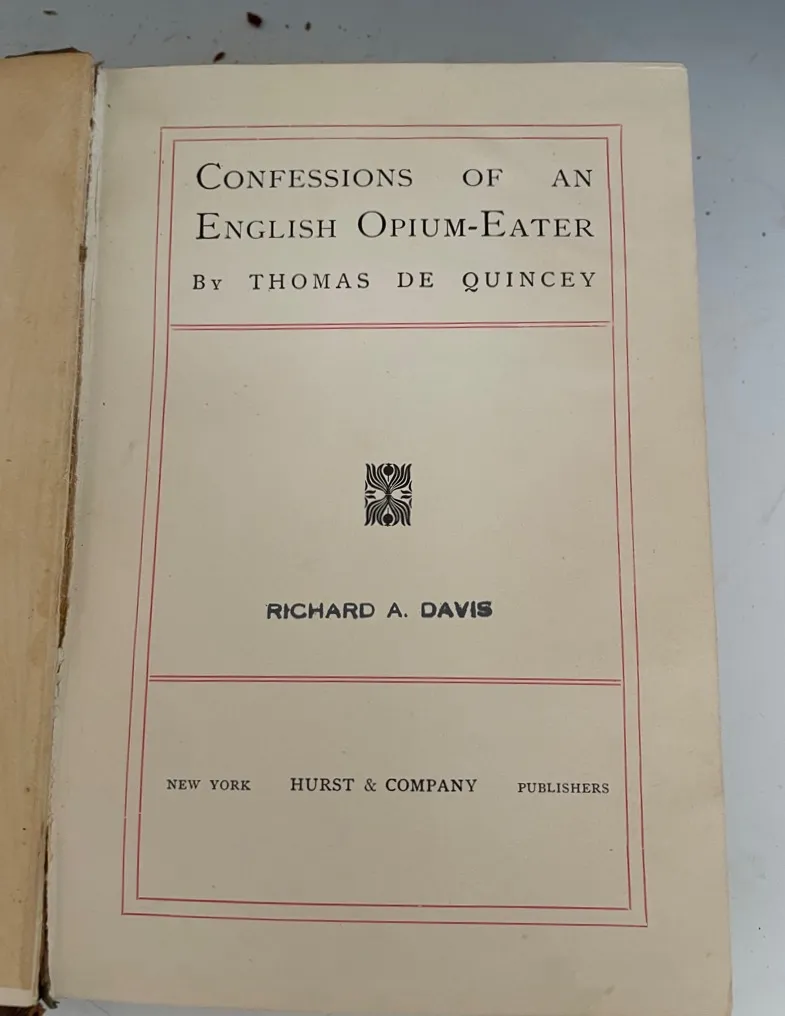 CONFESSIONS OF AN
ENGLISH OPIUM-EATER
BY THOMAS DE QUINCEY
RICHARD A. DAVIS
NEW YORK HURST & COMPANY PUBLISHERS